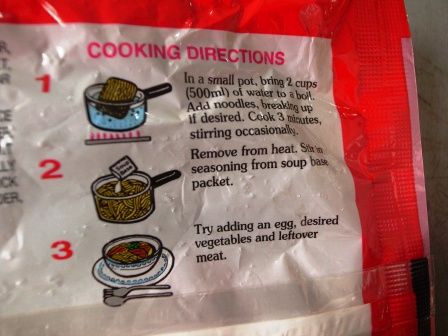 COOKING DIRECTIONS
1
In a small pot, bring 2 cups
(500ml) of water to a boil.
Add noodles, breaking up
if desired. Cook 3 minutes,
stirring occasionally.
2
Remove from heat. Stir in
seasoning from soup base
packet.
3
Try adding an egg, desired
vegetables and leftover
meat.